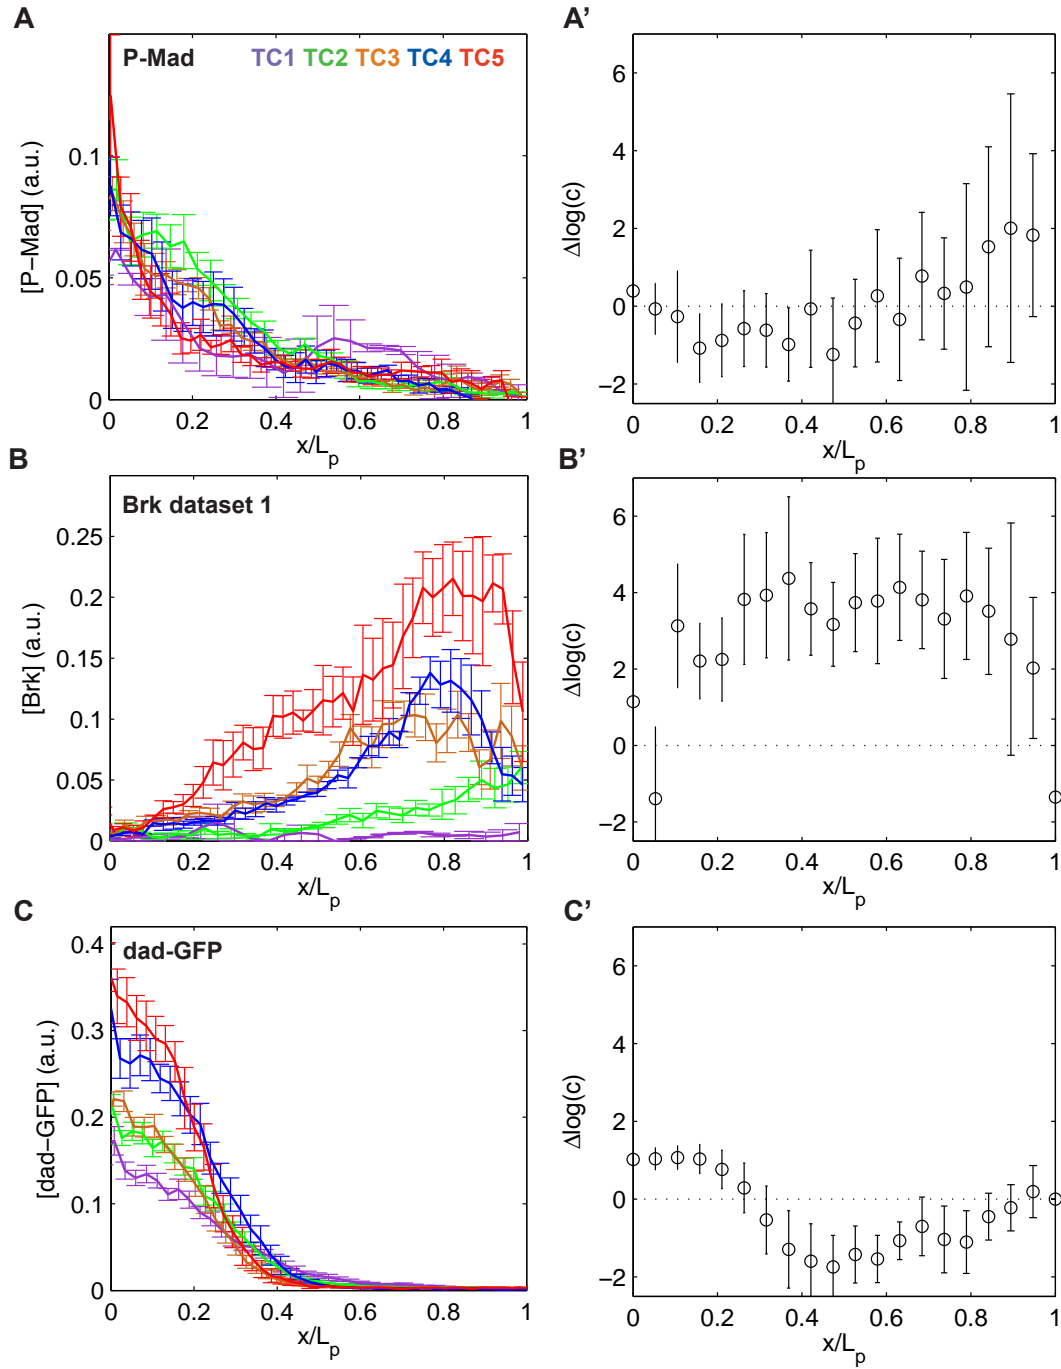 A
P-Mad
TC1 TC2 TC3 TC4 TC5
[P−Mad] (a.u.)
0.1
0.05
0
0 0.2 0.4 0.6 0.8 1
x/Lp
A'
Δlog(c)
6
4
2
0
−2
0 0.2 0.4 0.6 0.8 1
x/Lp
B
Brk dataset 1
[Brk] (a.u.)
0.25
0.2
0.15
0.1
0.05
0
0 0.2 0.4 0.6 0.8 1
x/Lp
B'
Δlog(c)
6
4
2
0
−2
0 0.2 0.4 0.6 0.8 1
x/Lp
C
dad-GFP
[dad−GFP] (a.u.)
0.4
0.3
0.2
0.1
0
0 0.2 0.4 0.6 0.8 1
x/Lp
C'
Δlog(c)
6
4
2
0
−2
0 0.2 0.4 0.6 0.8 1
x/Lp